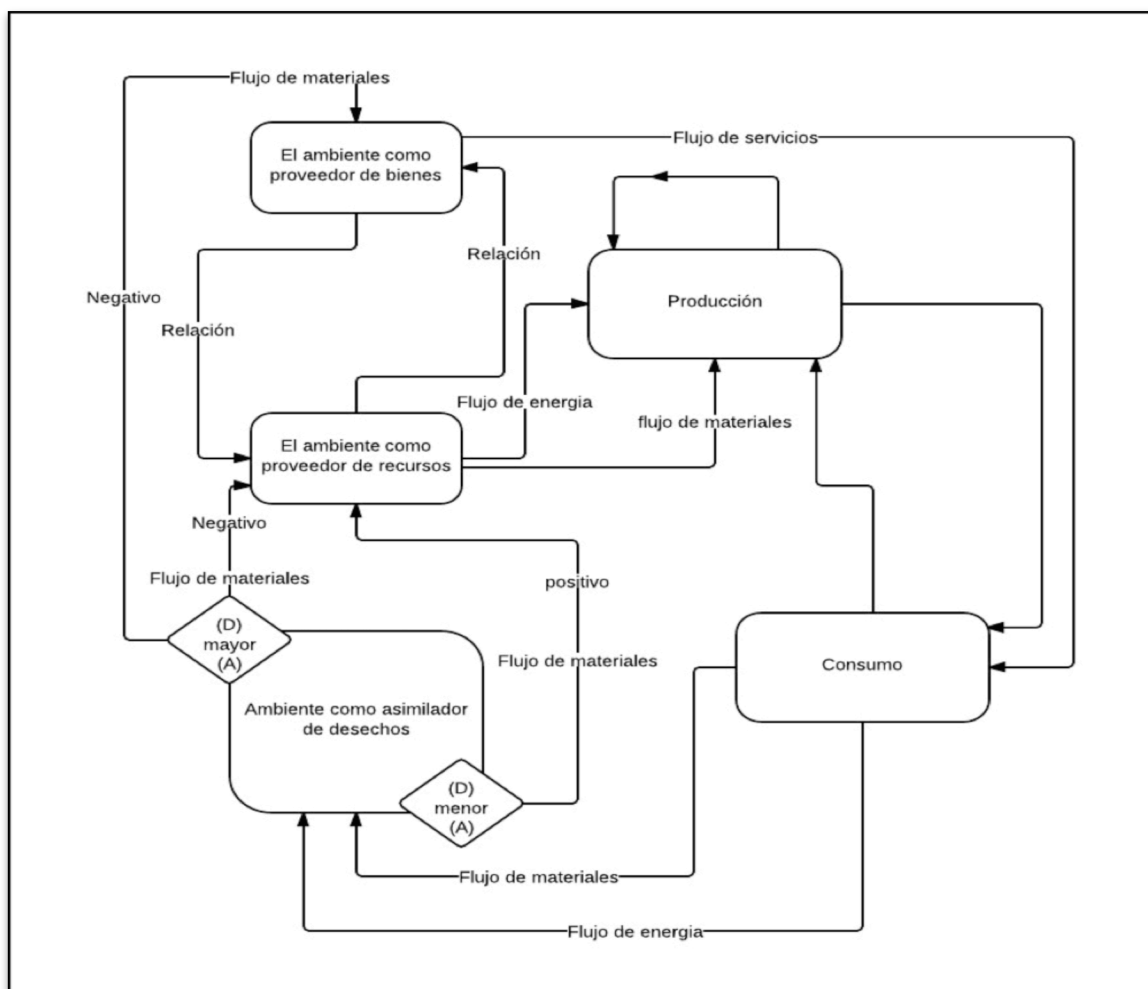 Flujo de materiales
El ambiente como
proveedor de bienes
Flujo de servicios
Relación
Negativo
Relación
Producción
Flujo de energia
flujo de materiales
El ambiente como
proveedor de recursos
Negativo
Flujo de materiales
positivo
(D)
mayor
(A)
Flujo de materiales
Consumo
Ambiente como asimilador
de desechos
(D)
menor
(A)
Flujo de materiales
Flujo de energia